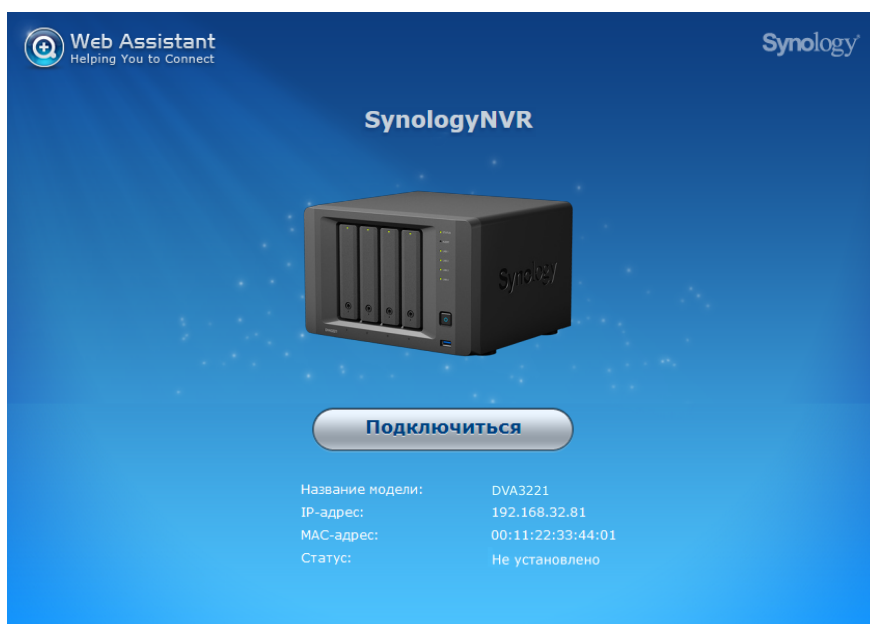 Web Assistant
Helping You to Connect
Synology
SynologyNVR
Synology
Подключиться
Название модели: DVA3221
IP-адрес: 192.168.32.81
MAC-адрес: 00:11:22:33:44:01
Статус: Не установлено